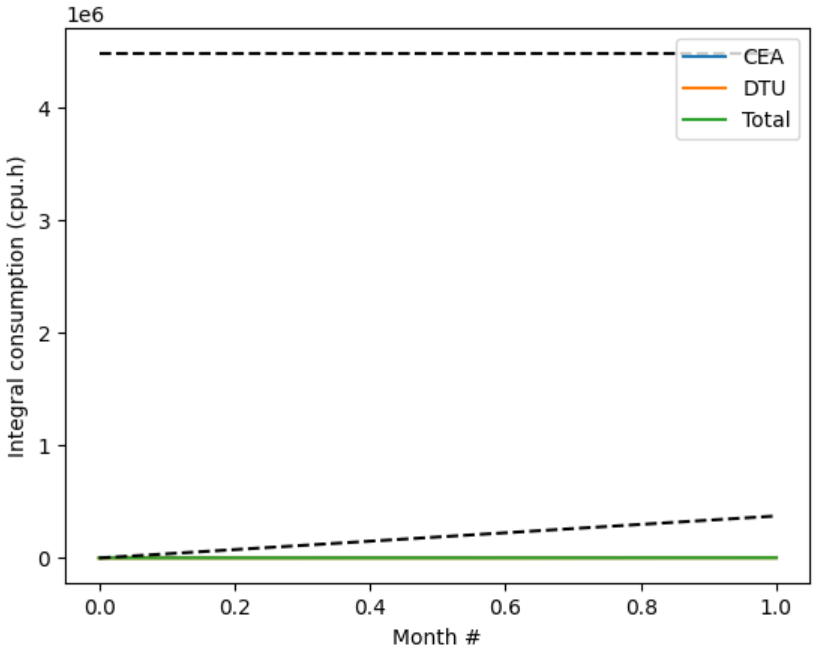 1e6
CEA
DTU
Total
4
3
2
1
0
Integral consumption (cpu.h)
0.0 0.2 0.4 0.6 0.8 1.0
Month #